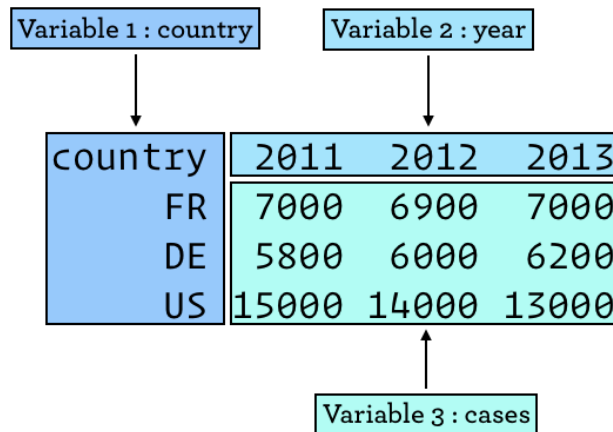 Variable 1 : country
Variable 2 : year
country 2011 2012 2013
FR 7000 6900 7000
DE 5800 6000 6200
US 15000 14000 13000
Variable 3 : cases